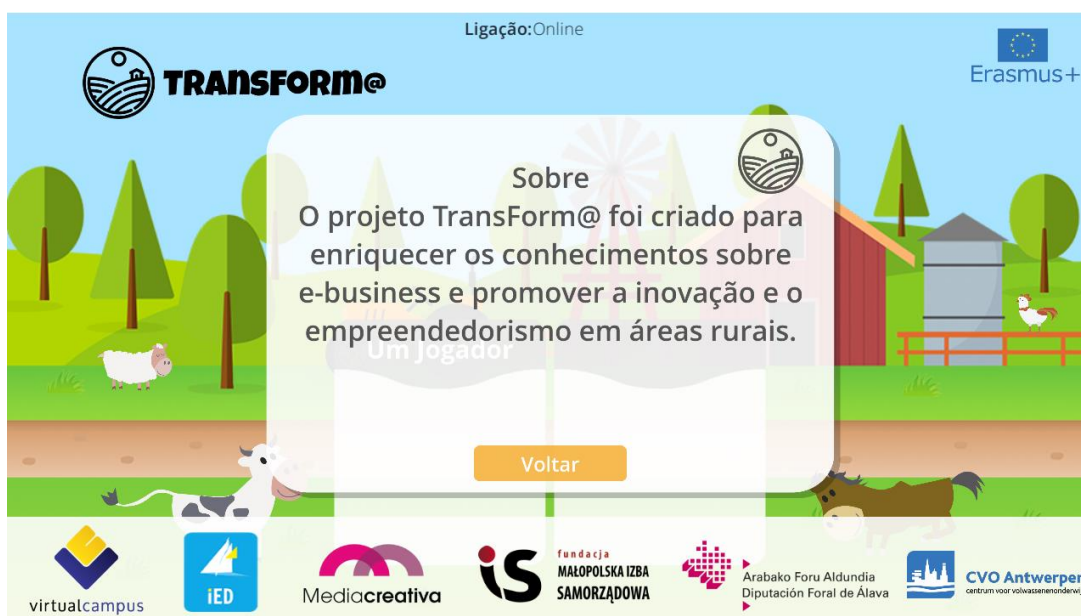 Ligação:Online
TRANSFORM@
Erasmus+
Sobre
O projeto TransForm@ foi criado para
enriquecer os conhecimentos sobre
e-business e promover a inovação e o
empreendedorismo em áreas rurais.
Um Jogador
Voltar
virtualcampus
iED
Mediacreativa
is
fundacja
MAŁOPOLSKA IZBA
SAMORZĄDOWA
Arabako Foru Aldundia
Diputación Foral de Álava
CVO Antwerpen
centrum voor volwassenenonderwijs